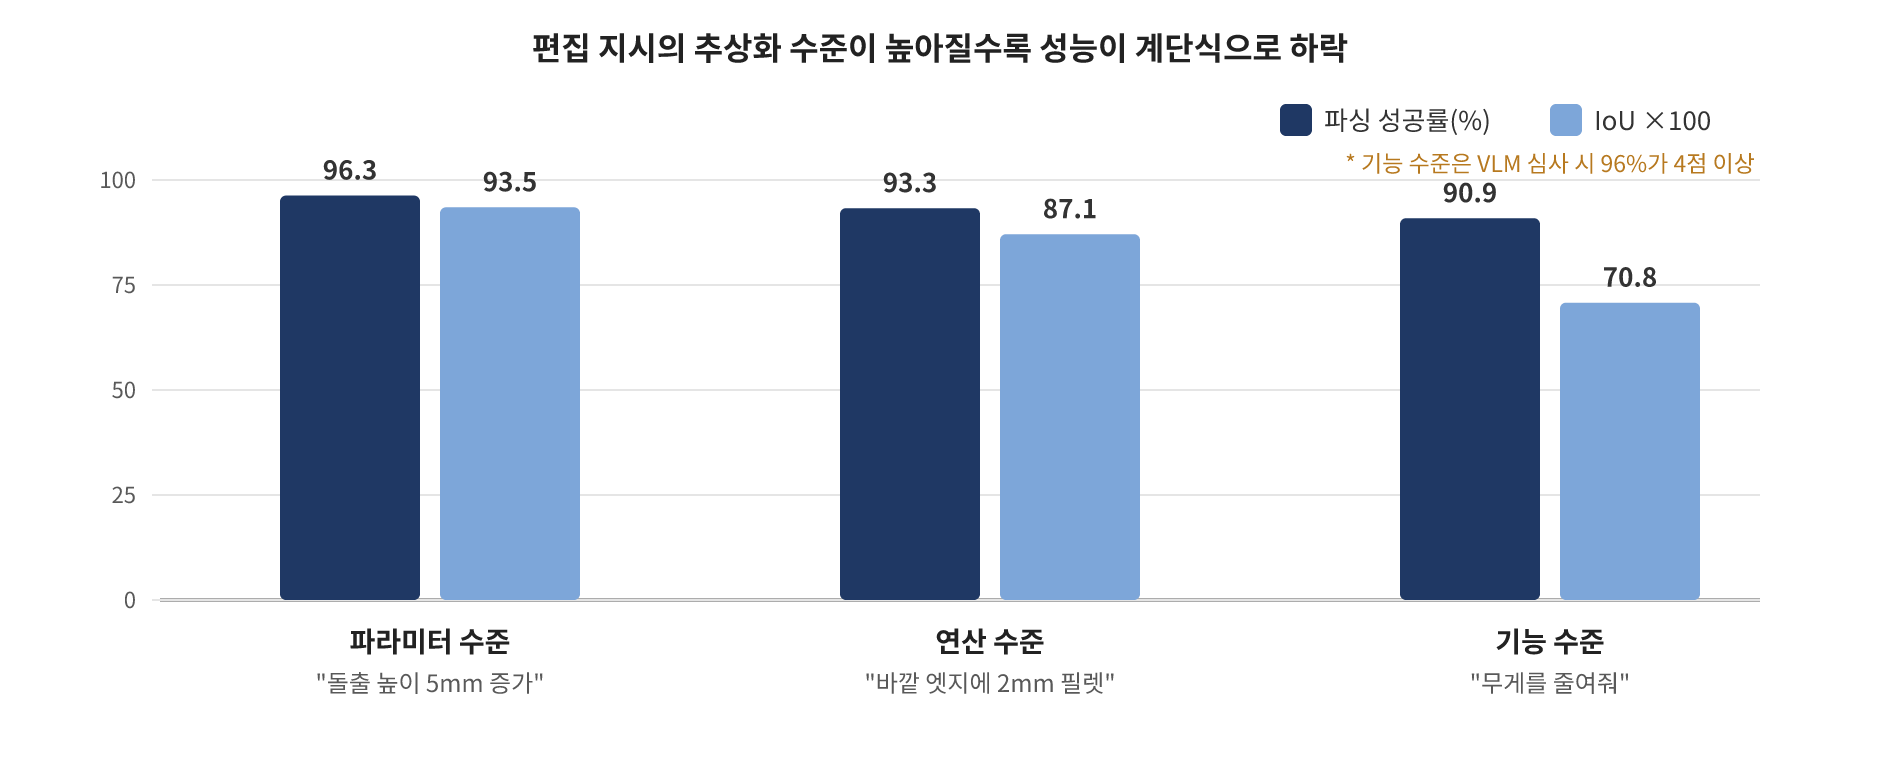 편집 지시의 추상화 수준이 높아질수록 성능이 계단식으로 하락
파싱 성공률(%)
IoU ×100
* 기능 수준은 VLM 심사 시 96%가 4점 이상
100
75
50
25
0
96.3
93.5
93.3
87.1
90.9
70.8
파라미터 수준
"돌출 높이 5mm 증가"
연산 수준
"바깥 엣지에 2mm 필렛"
기능 수준
"무게를 줄여줘"